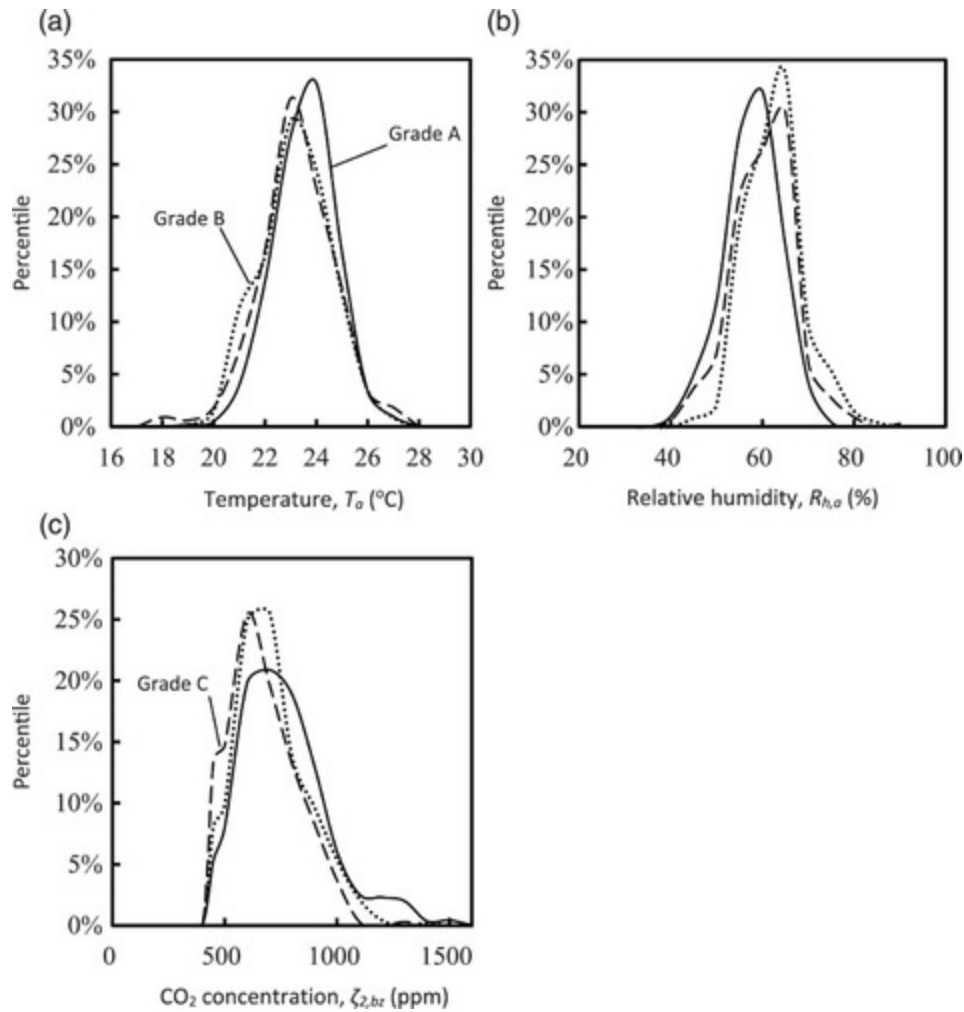 (a)
35%
30%
25%
20%
15%
10%
5%
0%
Percentile
Grade A
Grade B
16 18 20 22 24 26 28 30
Temperature, Ta (°C)
(b)
35%
30%
25%
20%
15%
10%
5%
0%
Percentile
20 40 60 80 100
Relative humidity, Rh,a (%)
(c)
30%
25%
20%
15%
10%
5%
0%
Percentile
Grade C
0 500 1000 1500
CO2 concentration, ζ2,bz (ppm)